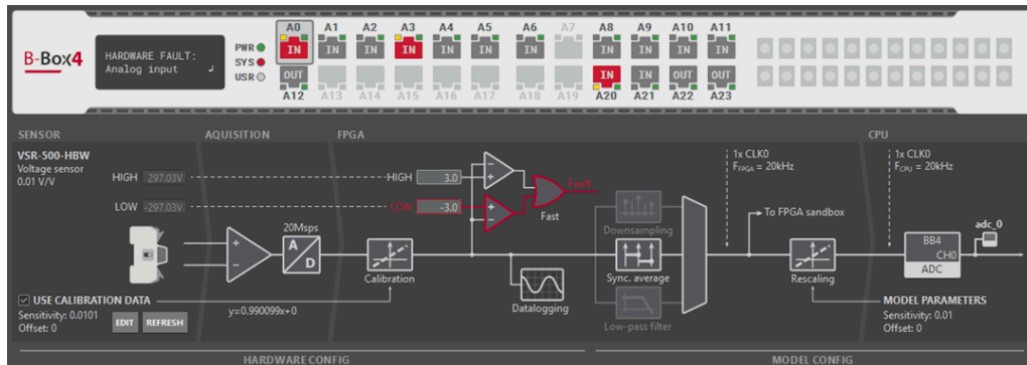 A0 A1 A2 A3 A4 A5 A6 A7 A8 A9 A10 A11
B-Box4
HARDWARE FAULT:
Analog input
PWR
SYS
USR
IN IN IN IN IN IN IN IN IN IN IN
OUT IN IN OUT OUT
A12 A13 A14 A15 A16 A17 A18 A19 A20 A21 A22 A23
SENSOR
AQUISITION
FPGA
CPU
VSR-500-HBW
Voltage sensor
0.01 V/V
HIGH 297.03V
LOW -297.03V
HIGH 3.0
LOW -3.0
Fault
Fast
20Msps
A
D
Calibration
Datalogging
Downsampling
Sync. average
Low-pass filter
1x CLK0
FFPGA = 20kHz
To FPGA sandbox
Rescaling
1x CLK0
FCPU = 20kHz
BB4
CH0
ADC
adc_0
USE CALIBRATION DATA
Sensitivity: 0.0101
Offset: 0
EDIT
REFRESH
y=0.990099x+0
MODEL PARAMETERS
Sensitivity: 0.01
Offset: 0
HARDWARE CONFIG
MODEL CONFIG